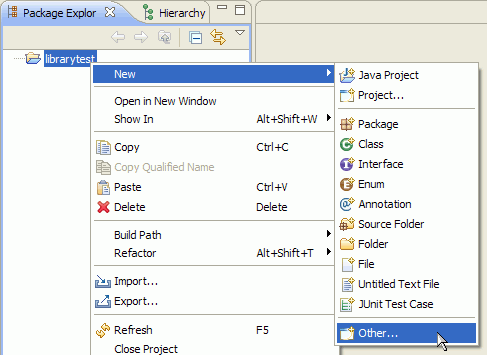 Package Explor
Hierarchy
librarytest
New
Open in New Window
Show In Alt+Shift+W
Copy Ctrl+C
Copy Qualified Name
Paste Ctrl+V
Delete Delete
Build Path
Refactor Alt+Shift+T
Import...
Export...
Refresh F5
Close Project
Java Project
Project...
Package
Class
Interface
Enum
Annotation
Source Folder
Folder
File
Untitled Text File
JUnit Test Case
Other...